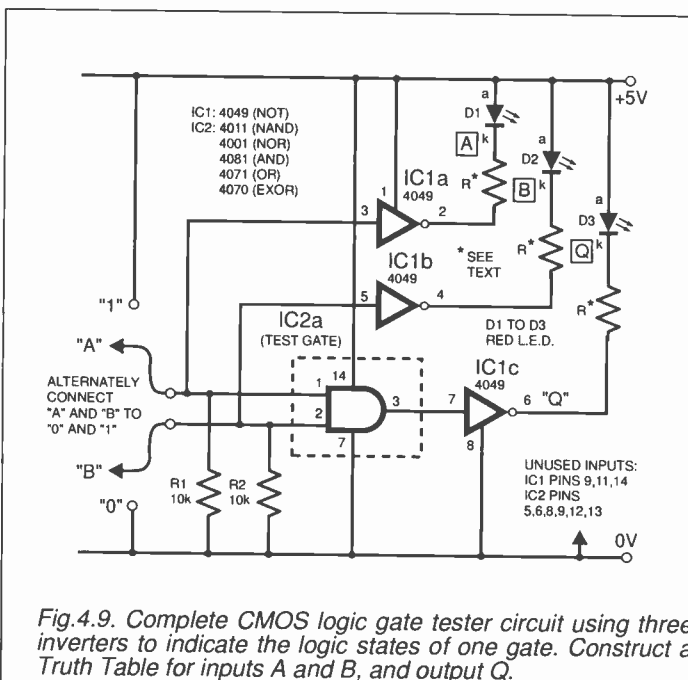 IC1: 4049 (NOT)
IC2: 4011 (NAND)
4001 (NOR)
4081 (AND)
4071 (OR)
4070 (EXOR)
a
+5V
D1
A
k
R*
a
D2
B
k
R*
a
D3
Q
k
R*
IC1a
4049
1
3
2
* SEE
TEXT
IC1b
4049
5
4
D1 TO D3
RED L.E.D.
"1"
"A"
ALTERNATELY
CONNECT
"A" AND "B" TO
"0" AND "1"
"B"
"0"
IC2a
(TEST GATE)
1
14
2
3
7
R1
10k
R2
10k
IC1c
4049
7
6
"Q"
8
UNUSED INPUTS:
IC1 PINS 9,11,14
IC2 PINS
5,6,8,9,12,13
0V
Fig.4.9. Complete CMOS logic gate tester circuit using three
inverters to indicate the logic states of one gate. Construct a
Truth Table for inputs A and B, and output Q.